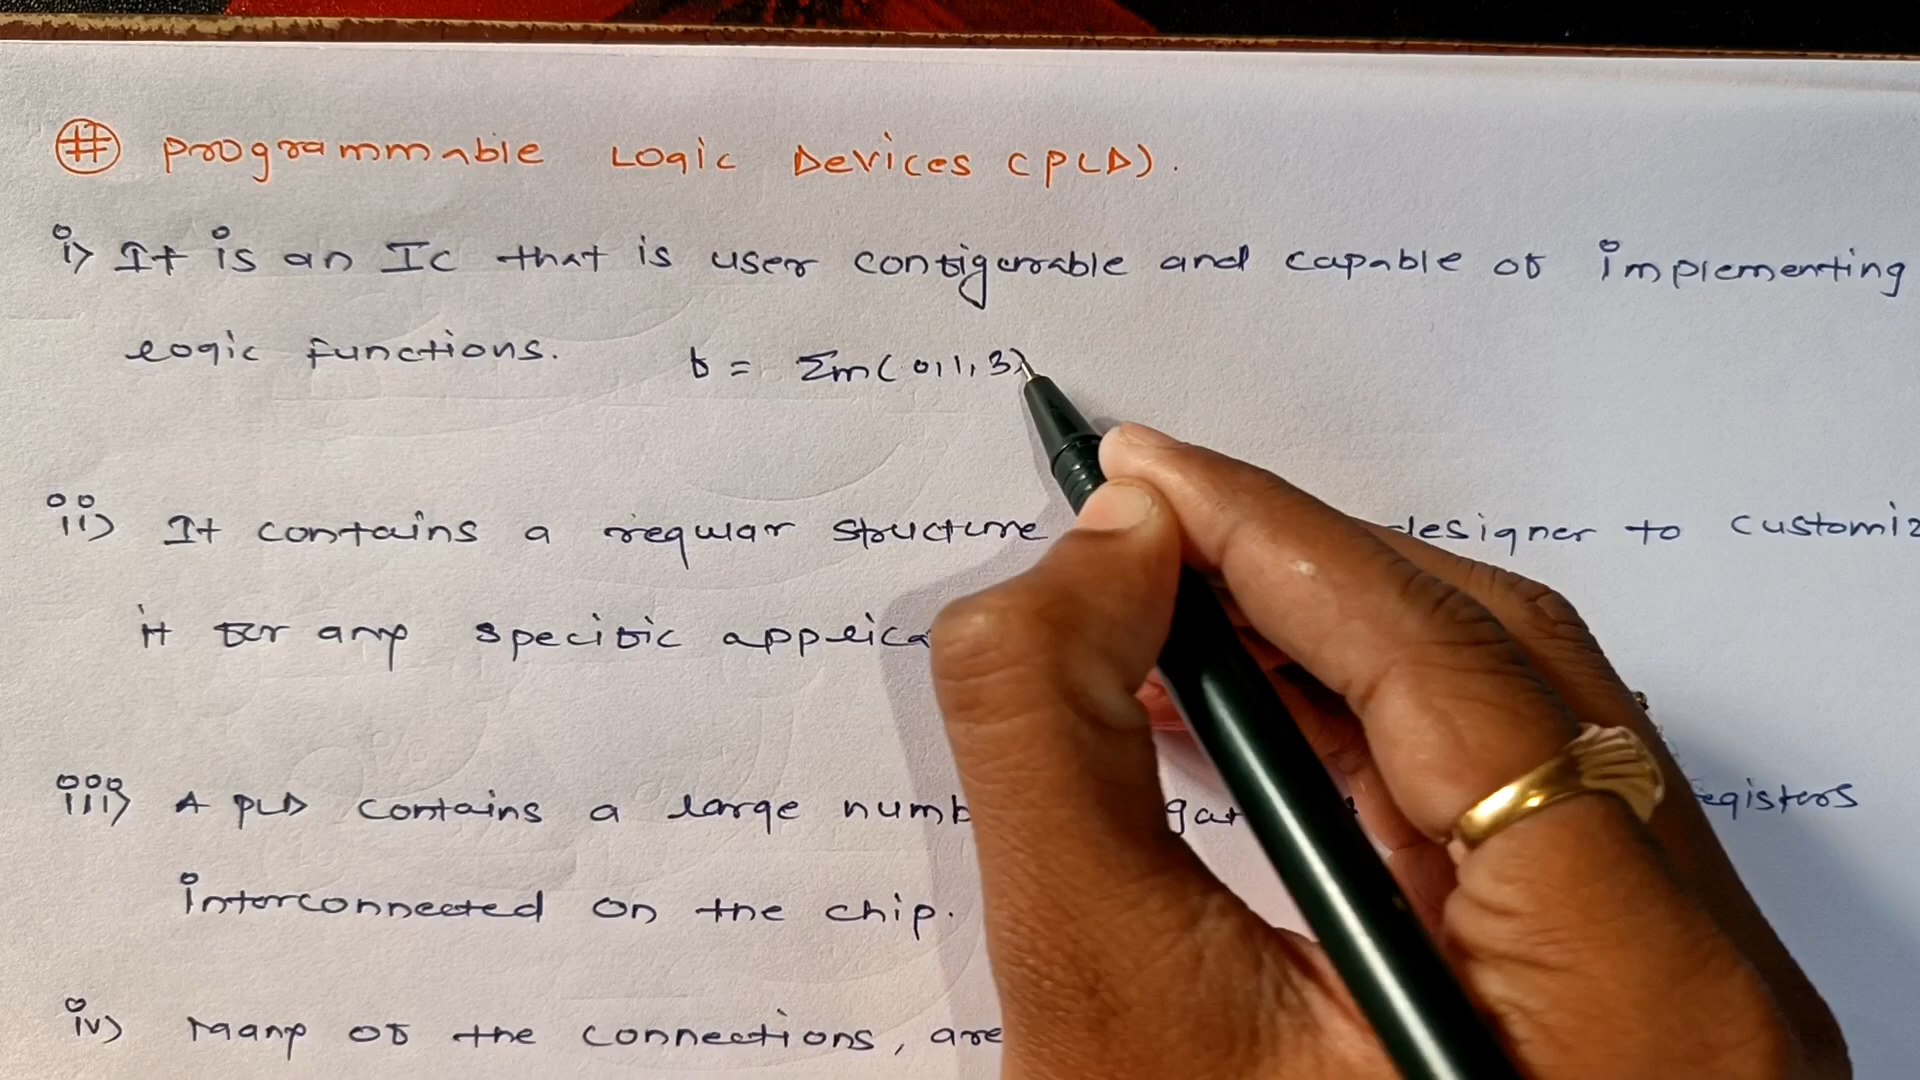 # Programmable Logic Devices (PLD).
i) It is an IC that is user configurable and capable of implementing
logic functions. f = Σm(0,1,3)
ii) It contains a regular structure designer to customiz
it for any specific applica
iii) A PLD contains a large numb gat egisters
interconnected on the chip.
iv) Many of the connections, are